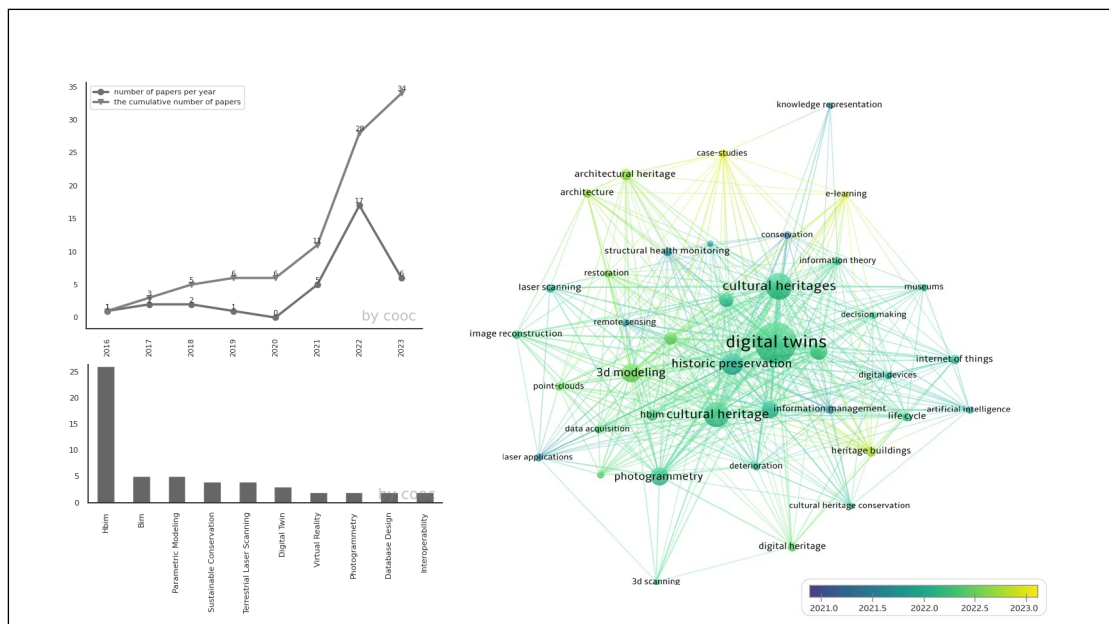 35
30
25
20
15
10
5
0
number of papers per year
the cumulative number of papers
1
3
2
5
2
6
1
6
0
11
5
28
17
34
6
by cooc
2016
2017
2018
2019
2020
2021
2022
2023
25
20
15
10
5
0
by cooc
Hbim
Bim
Parametric Modeling
Sustainable Conservation
Terrestrial Laser Scanning
Digital Twin
Virtual Reality
Photogrammetry
Database Design
Interoperability
knowledge representation
case-studies
architectural heritage
architecture
e-learning
conservation
structural health monitoring
information theory
restoration
laser scanning
cultural heritages
museums
decision making
remote sensing
image reconstruction
digital twins
historic preservation
internet of things
3d modeling
digital devices
point-clouds
hbim
cultural heritage
information management
artificial intelligence
life cycle
data acquisition
heritage buildings
laser applications
deterioration
photogrammetry
cultural heritage conservation
digital heritage
3d scanning
2021.0
2021.5
2022.0
2022.5
2023.0